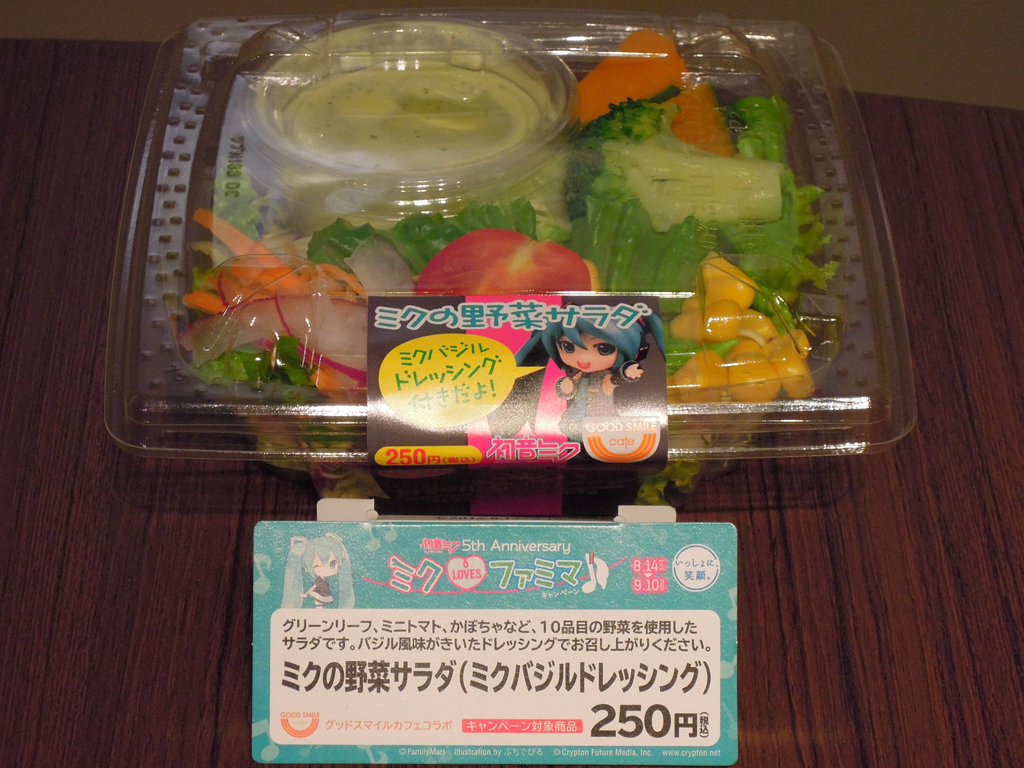 ミクの野菜サラダ
ミクバジル
ドレッシング
付きだよ!
GOOD SMILE
cafe
250円(税込)
初音ミク
初音ミク 5th Anniversary
ミク LOVES ファミマ
キャンペーン
8.14
9.10
いっしょに、
笑顔。
グリーンリーフ、ミニトマト、かぼちゃなど、10品目の野菜を使用した
サラダです。バジル風味がきいたドレッシングでお召し上がりください。
ミクの野菜サラダ(ミクバジルドレッシング)
GOOD SMILE
cafe
グッドスマイルカフェコラボ
キャンペーン対象商品
250円(税込)
© FamilyMart illustration by ぷちでびる © Crypton Future Media, Inc. www.crypton.net